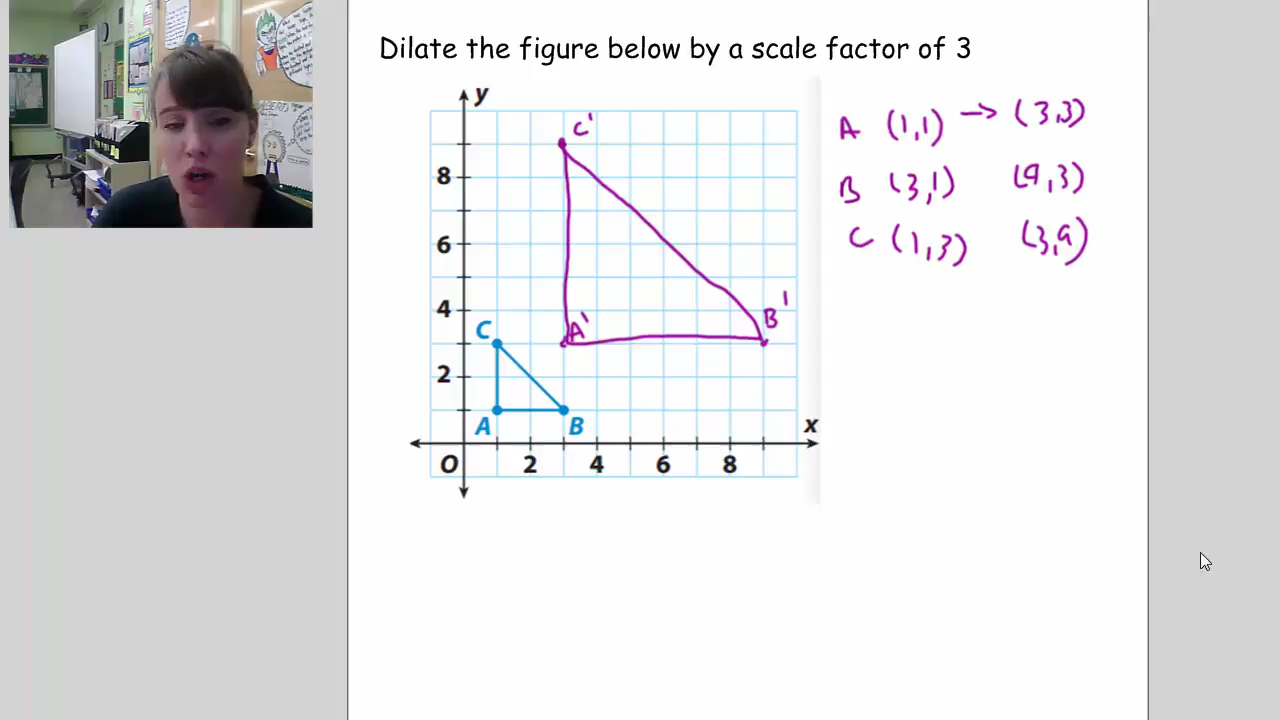 Dilate the figure below by a scale factor of 3
y
C'
8
6
4
B'
A'
C
2
A
B
x
O
2
4
6
8
A (1,1) → (3,3)
B (3,1) (9,3)
C (1,3) (3,9)